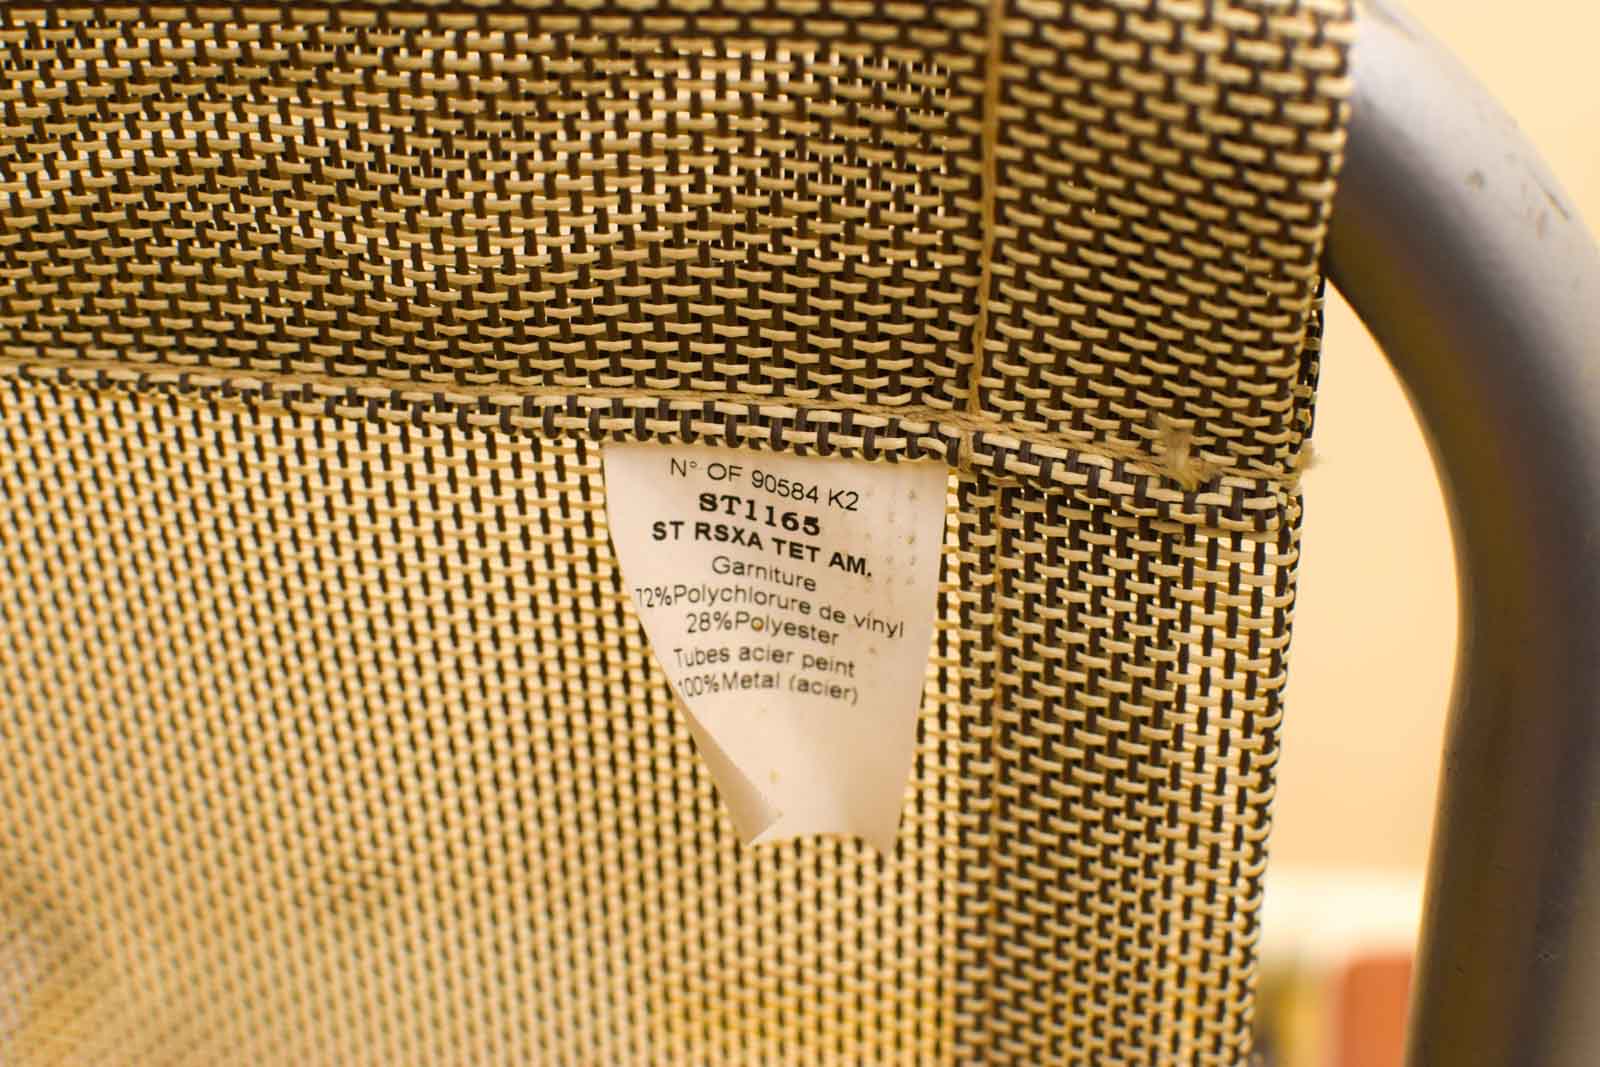 N° OF 90584 K2
ST1165
ST RSXA TET AM.
Garniture
72%Polychlorure de vinyl
28%Polyester
Tubes acier peint
100%Metal (acier)